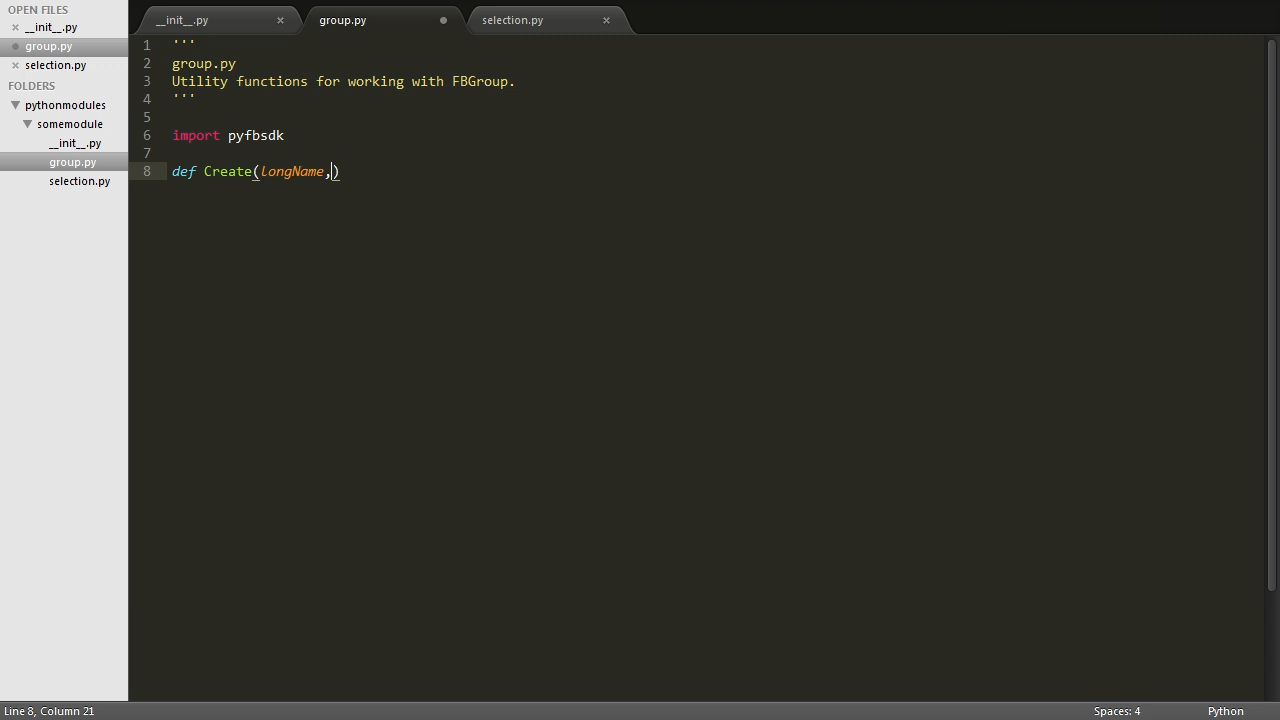 OPEN FILES
__init__.py
group.py
selection.py
FOLDERS
pythonmodules
somemodule
__init__.py
group.py
selection.py
__init__.py
group.py
selection.py
1 '''
2 group.py
3 Utility functions for working with FBGroup.
4 '''
5
6 import pyfbsdk
7
8 def Create(longName,)
Line 8, Column 21
Spaces: 4
Python